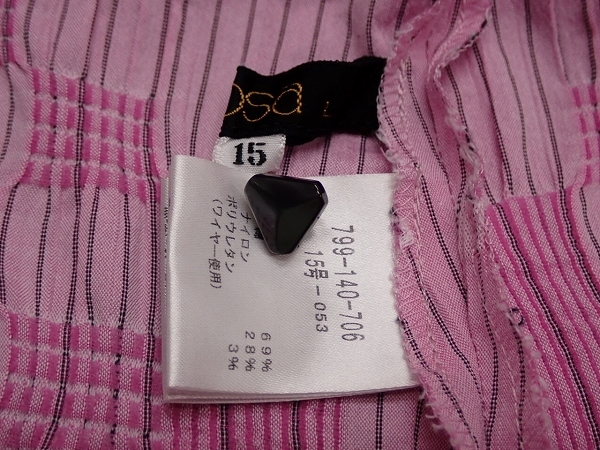 osa
15
799-140-706
15号-053
綿 69%
ナイロン 28%
ポリウレタン 3%
(ワイヤー使用)